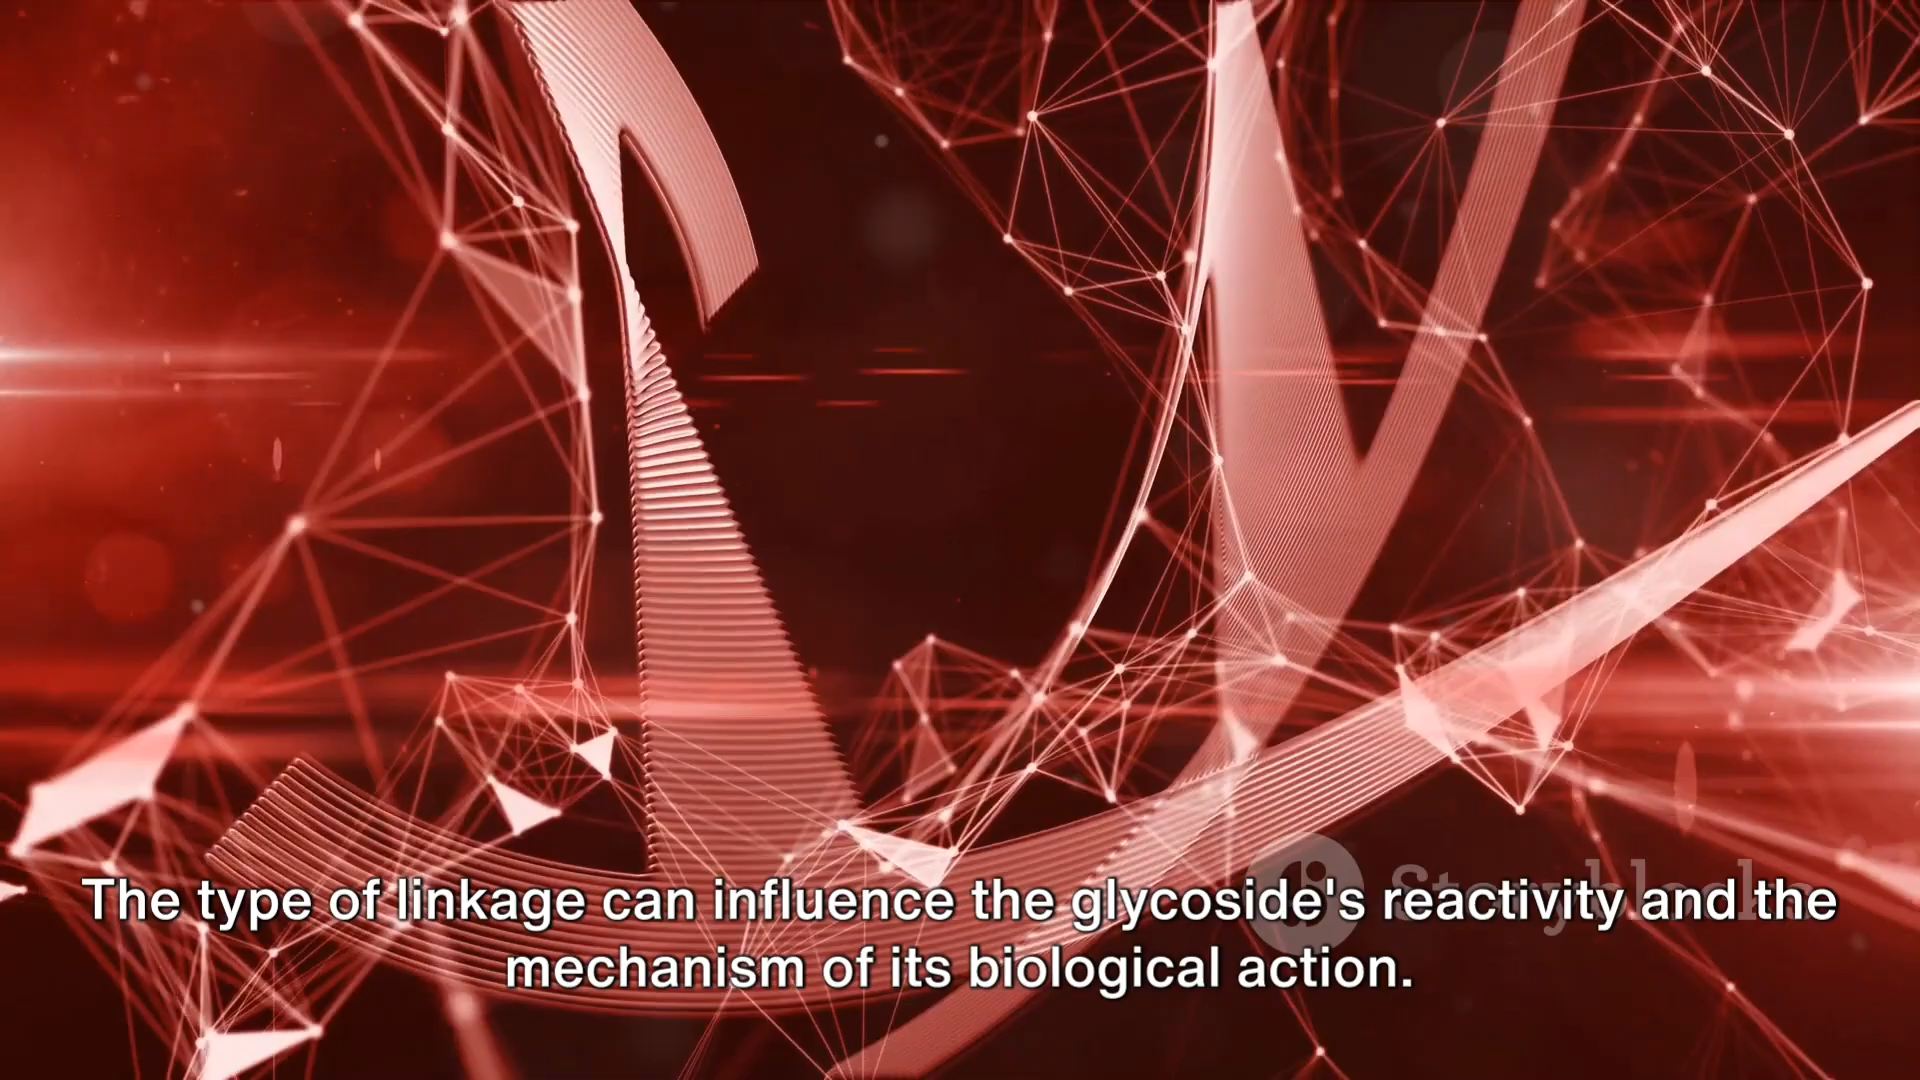 The type of linkage can influence the glycoside's reactivity and the
mechanism of its biological action.